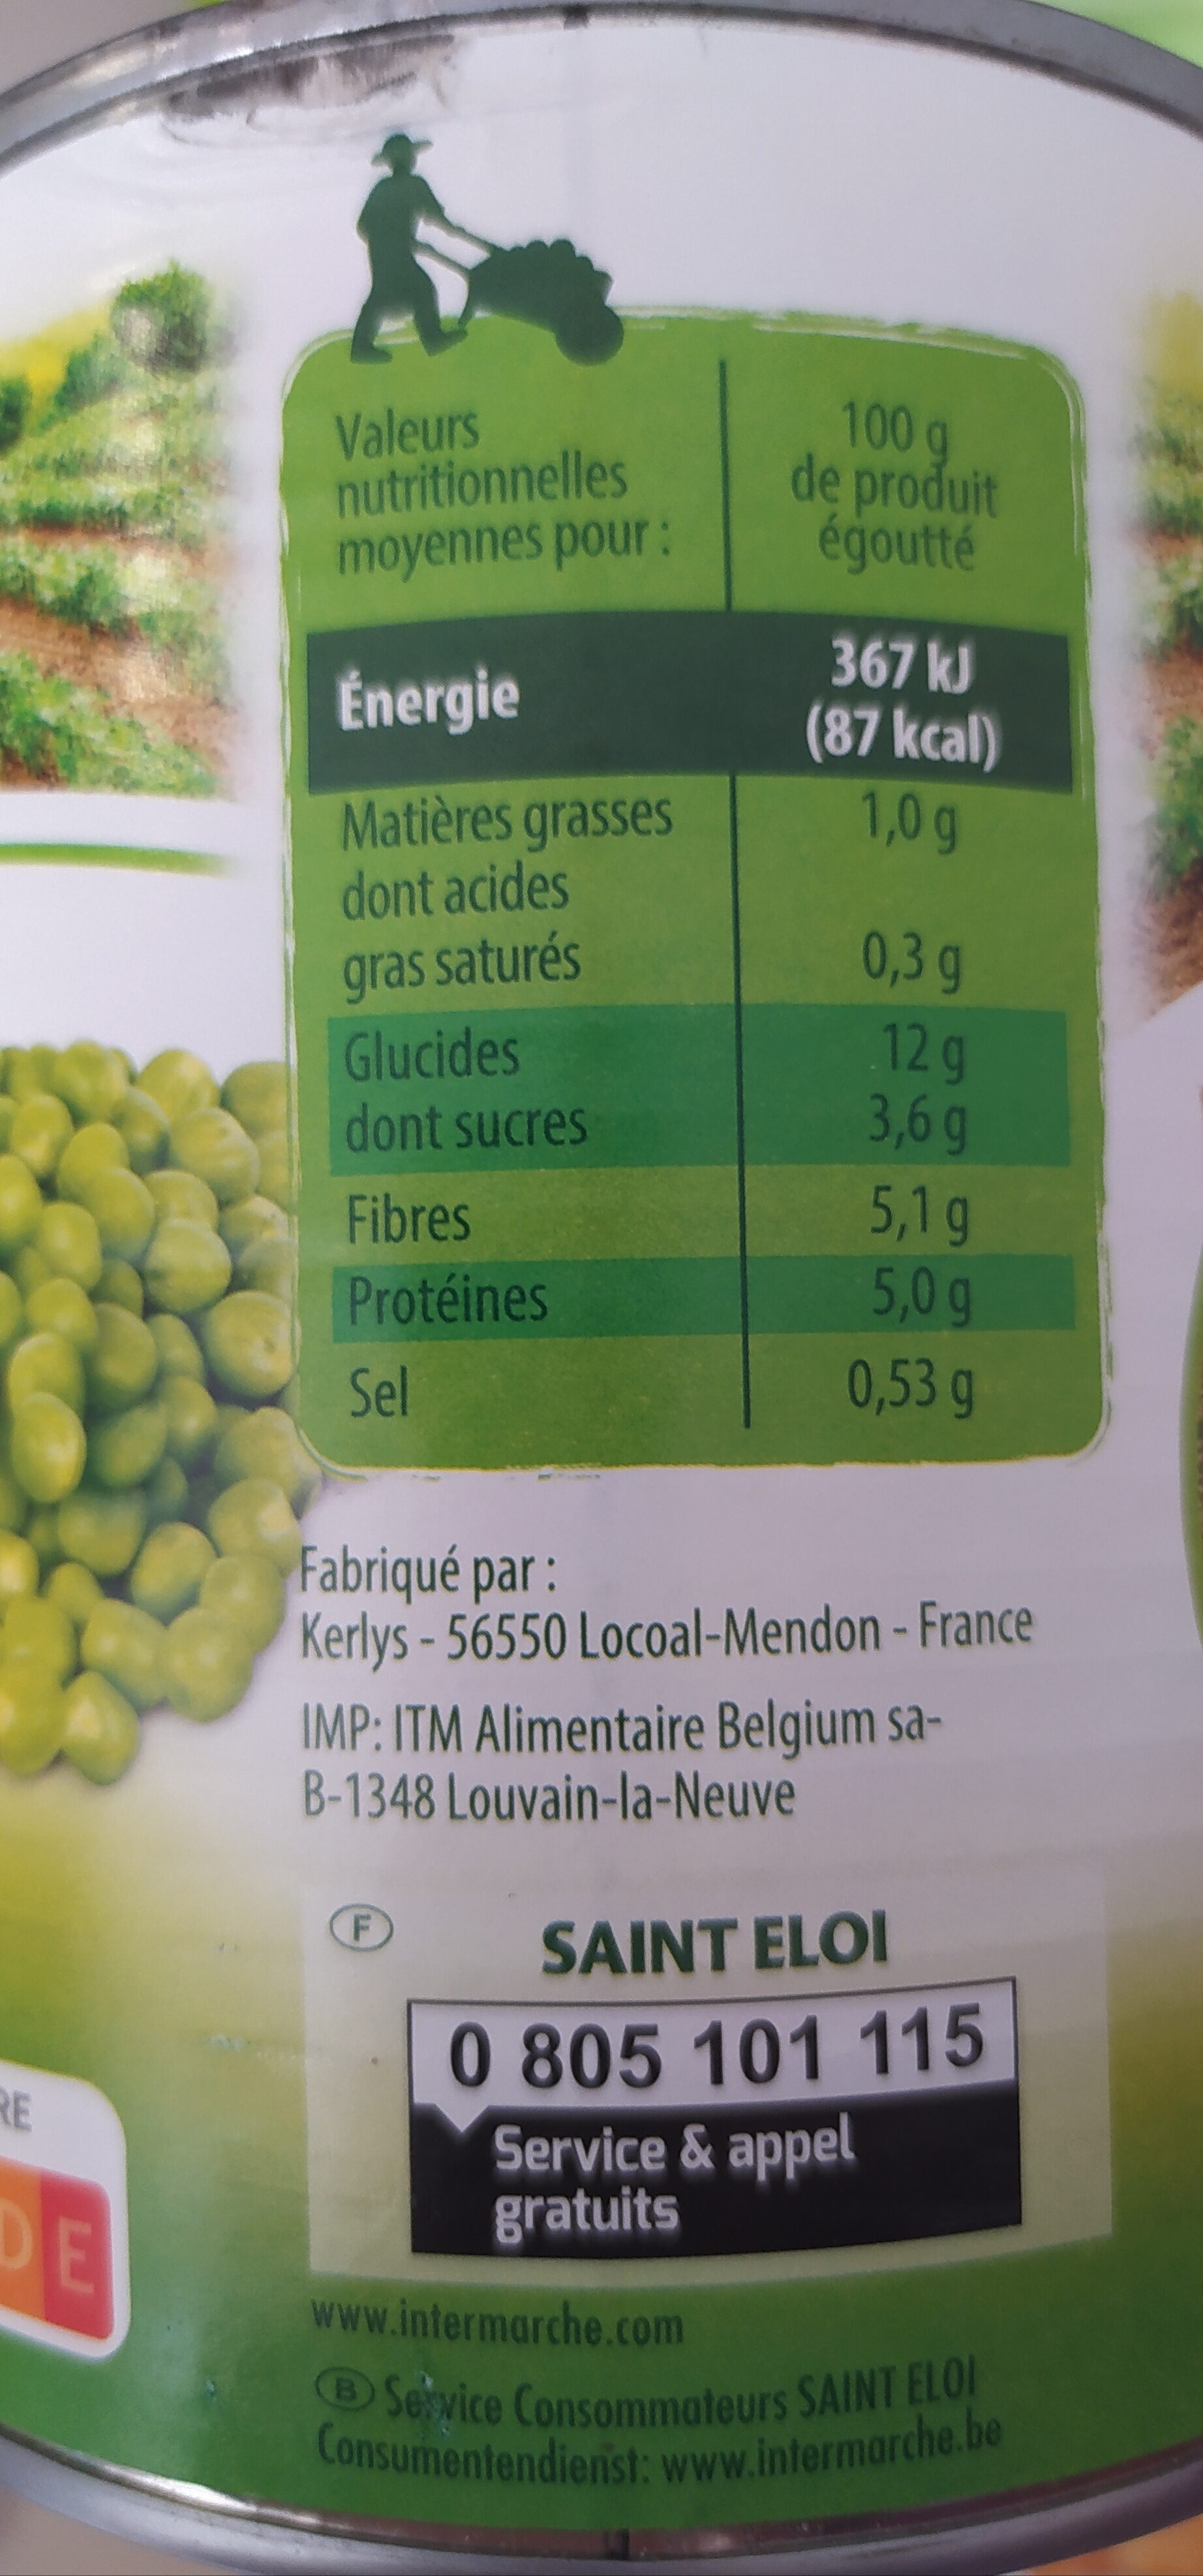 Valeurs
nutritionnelles
moyennes pour :
100 g
de produit
égoutté
Énergie
367 kJ
(87 kcal)
Matières grasses 1,0 g
dont acides
gras saturés 0,3 g
Glucides 12 g
dont sucres 3,6 g
Fibres 5,1 g
Protéines 5,0 g
Sel 0,53 g
Fabriqué par :
Kerlys - 56550 Locoal-Mendon - France
IMP: ITM Alimentaire Belgium sa-
B-1348 Louvain-la-Neuve
F SAINT ELOI
0 805 101 115
Service & appel
gratuits
RE
D E
www.intermarche.com
B Service Consommateurs SAINT ELOI
Consumentendienst: www.intermarche.be